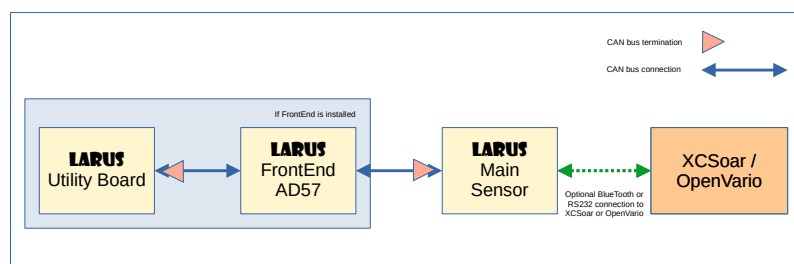 CAN bus termination
CAN bus connection
If FrontEnd is installed
LARUS
Utility Board
LARUS
FrontEnd
AD57
LARUS
Main
Sensor
XCSoar /
OpenVario
Optional BlueTooth or
RS232 connection to
XCSoar or OpenVario